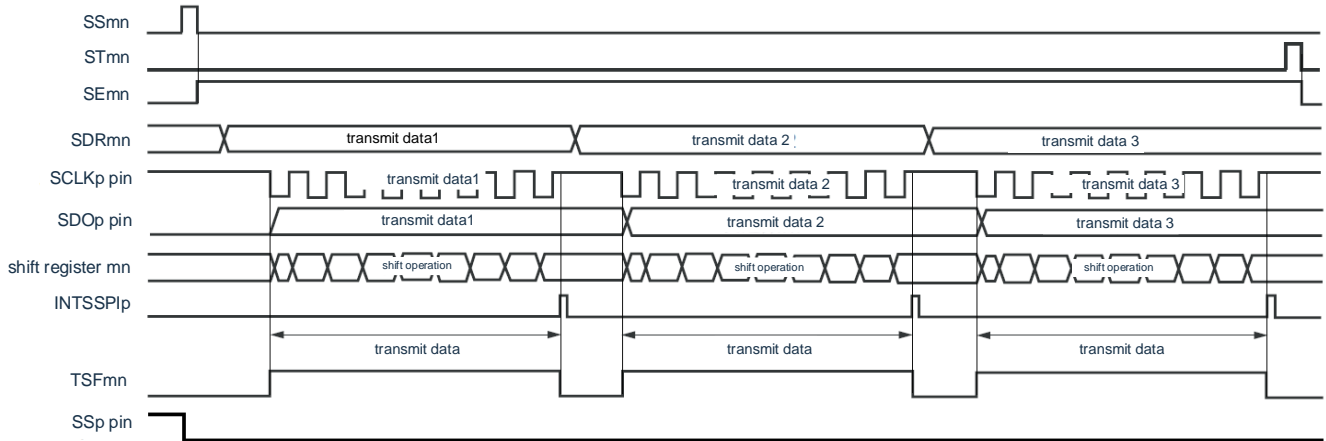 SSmn
STmn
SEmn
SDRmn transmit data1 transmit data 2 transmit data 3
SCLKp pin transmit data1 transmit data 2 transmit data 3
SDOp pin transmit data1 transmit data 2 transmit data 3
shift register mn shift operation shift operation shift operation
INTSSPIp
transmit data transmit data transmit data
TSFmn
SSp pin